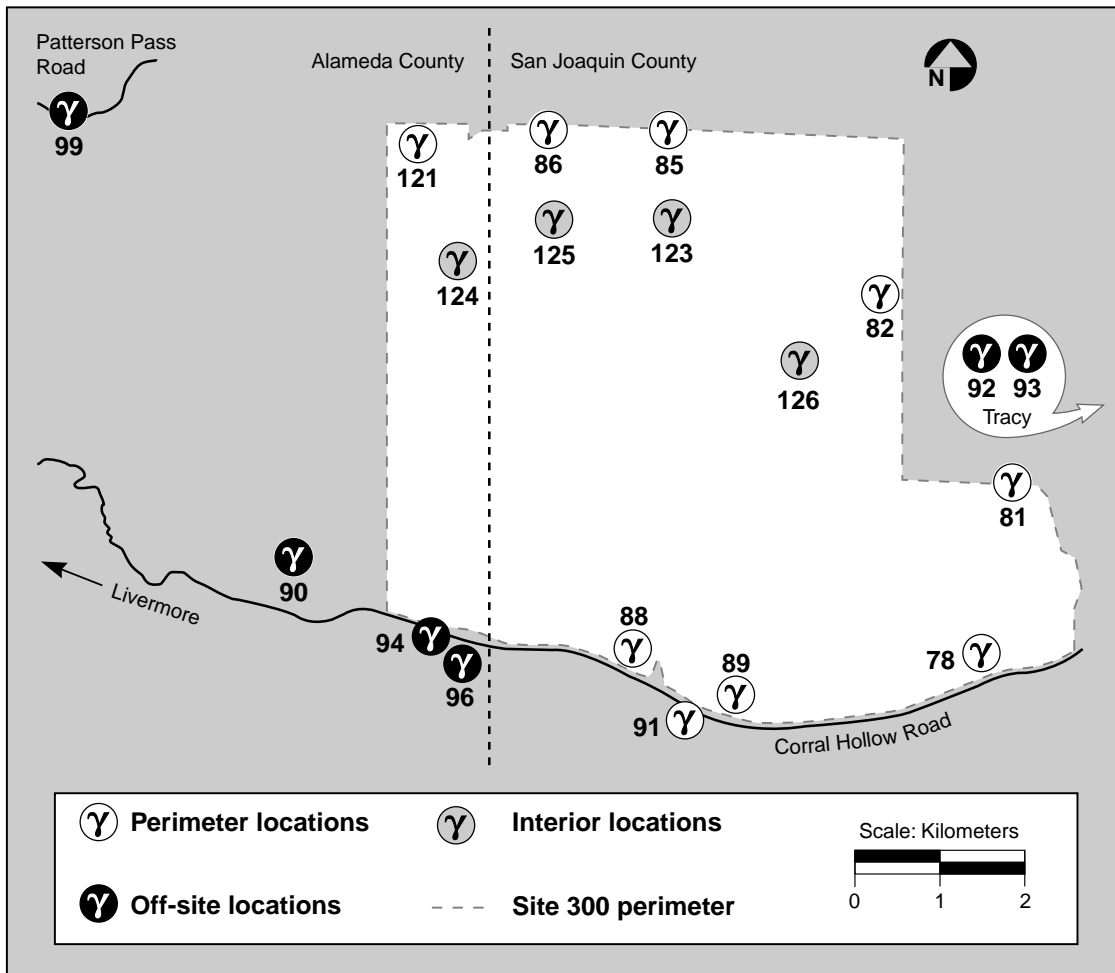 Patterson Pass
Road
Alameda County
San Joaquin County
N
γ
99
γ
121
γ
86
γ
85
γ
125
γ
123
γ
124
γ
82
γ
126
γ γ
92 93
Tracy
γ
81
γ
90
Livermore
γ
94
γ
96
88
γ
89
γ
91
γ
78
γ
Corral Hollow Road
γ Perimeter locations
γ Interior locations
γ Off-site locations
Site 300 perimeter
Scale: Kilometers
0 1 2